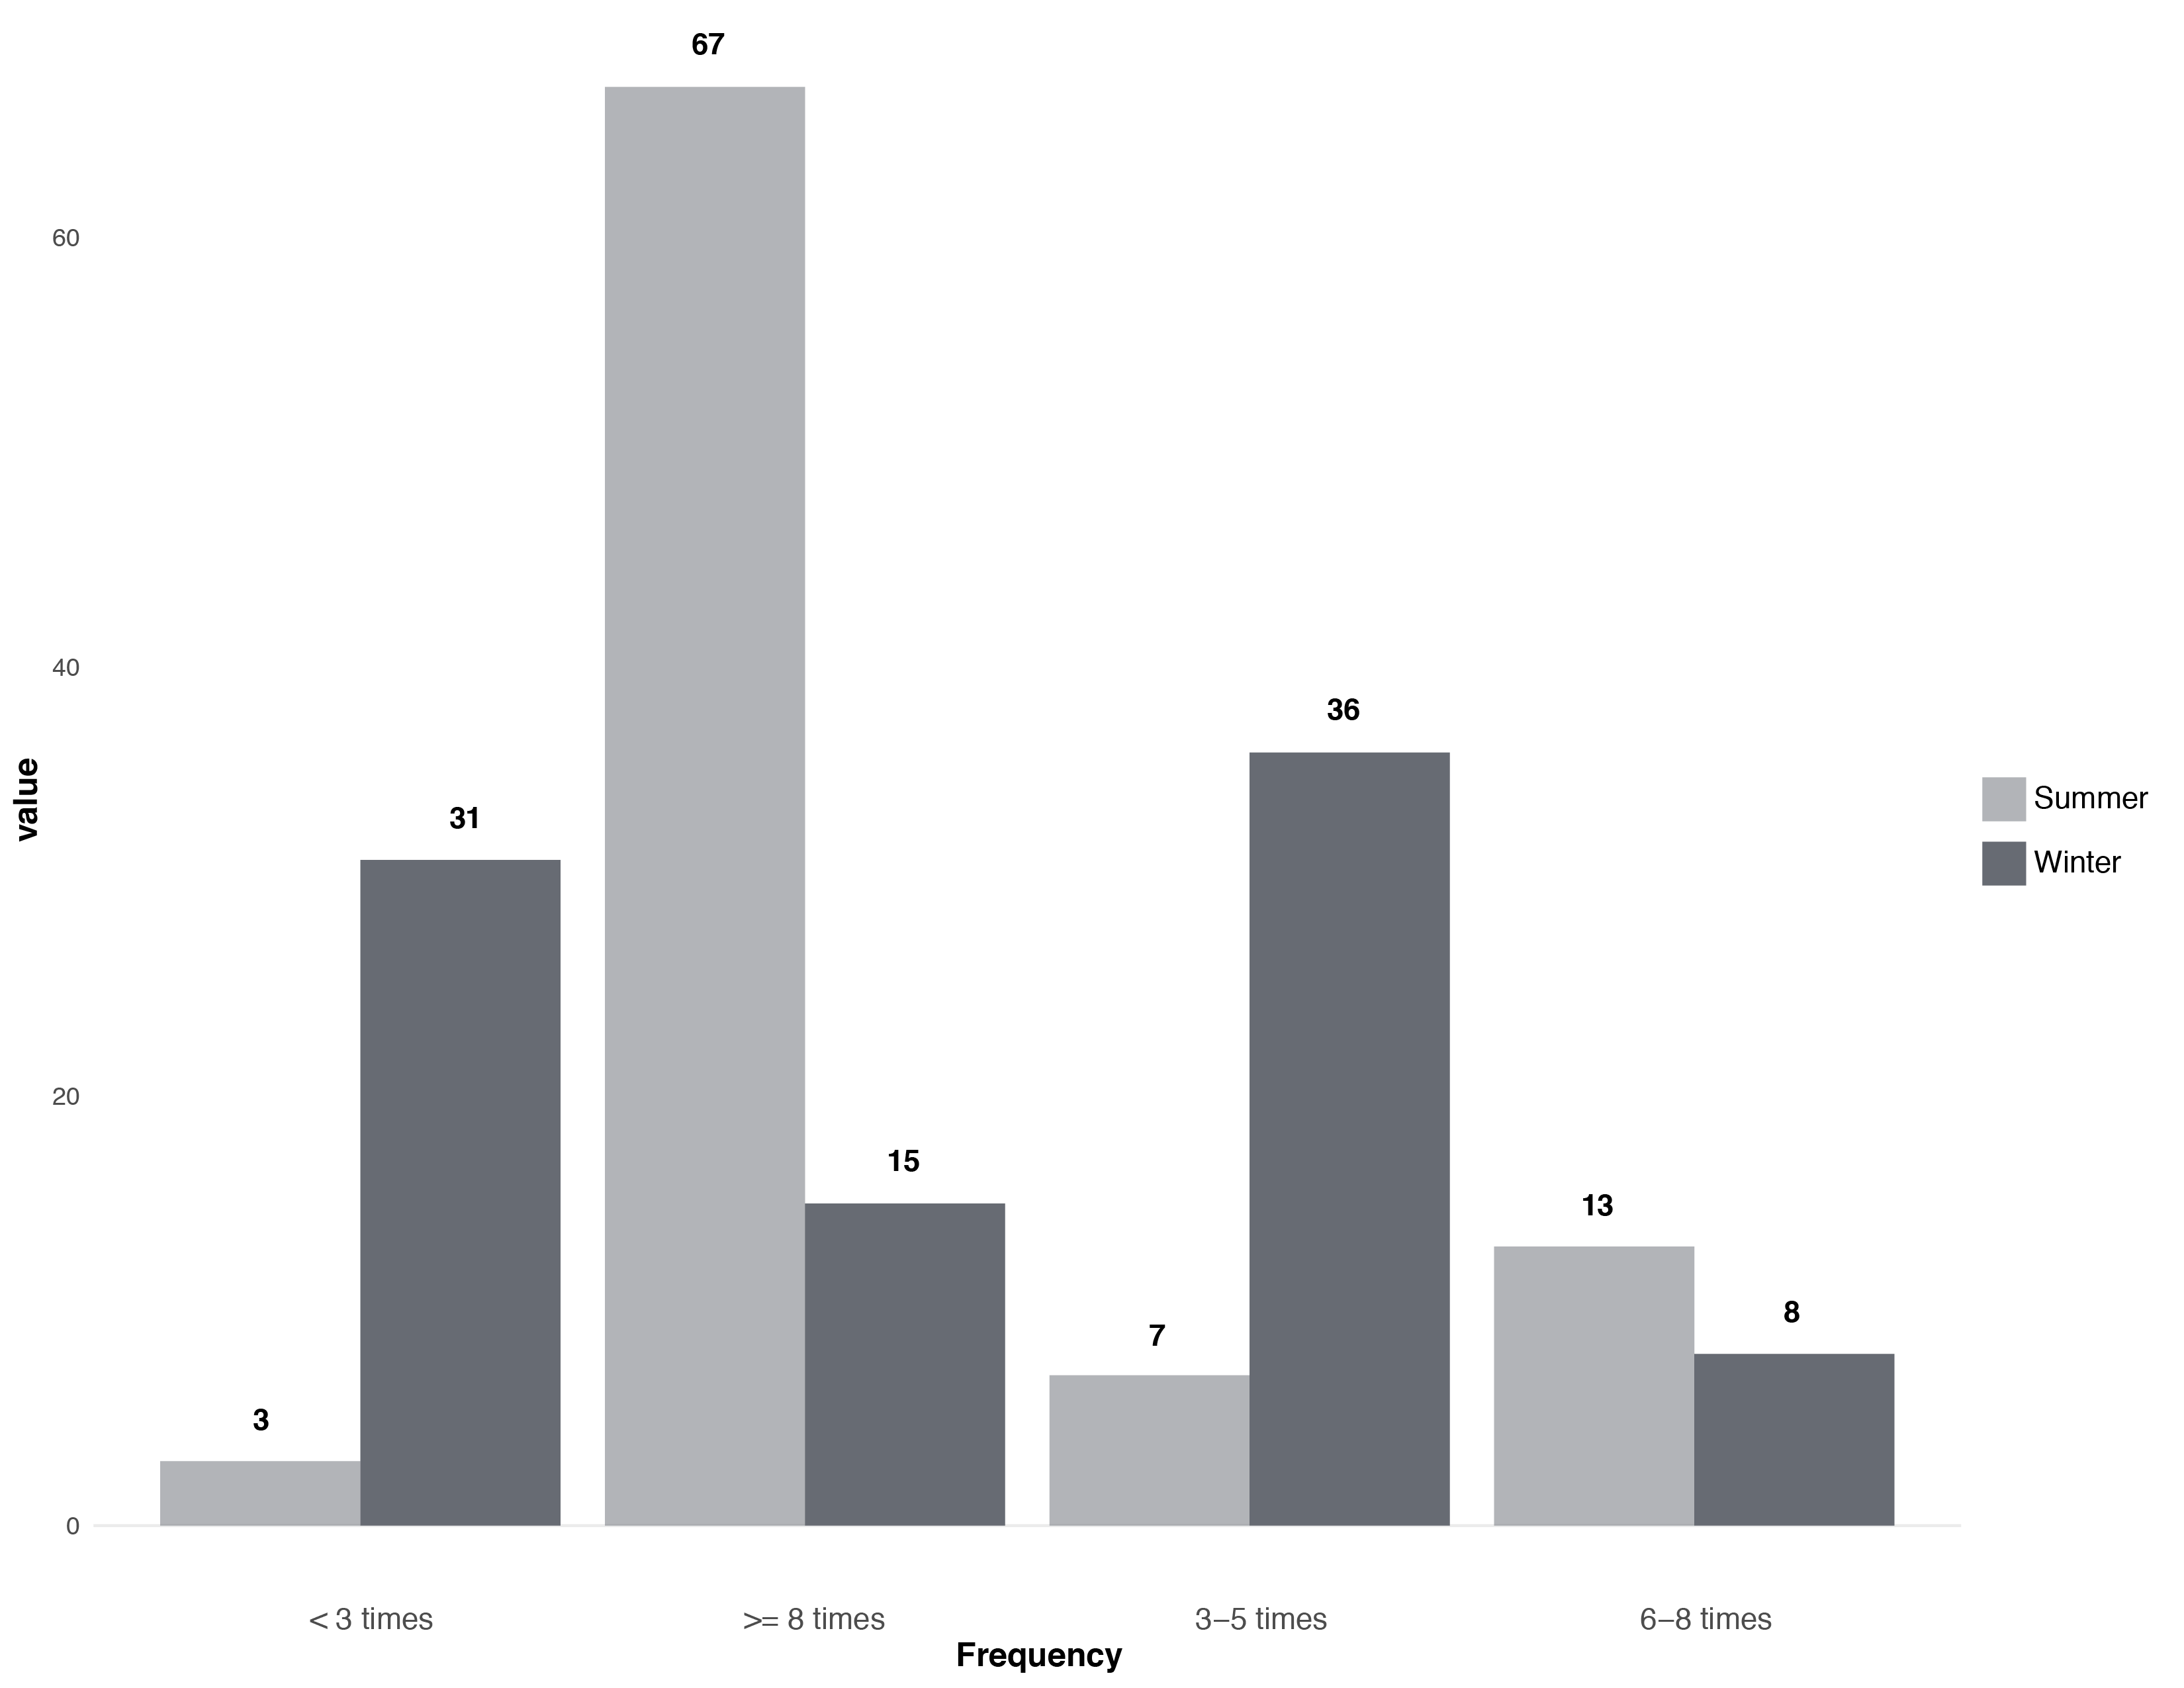 67
60
40
36
31
20
15
13
8
7
3
0
value
Summer
Winter
< 3 times
>= 8 times
3–5 times
6–8 times
Frequency